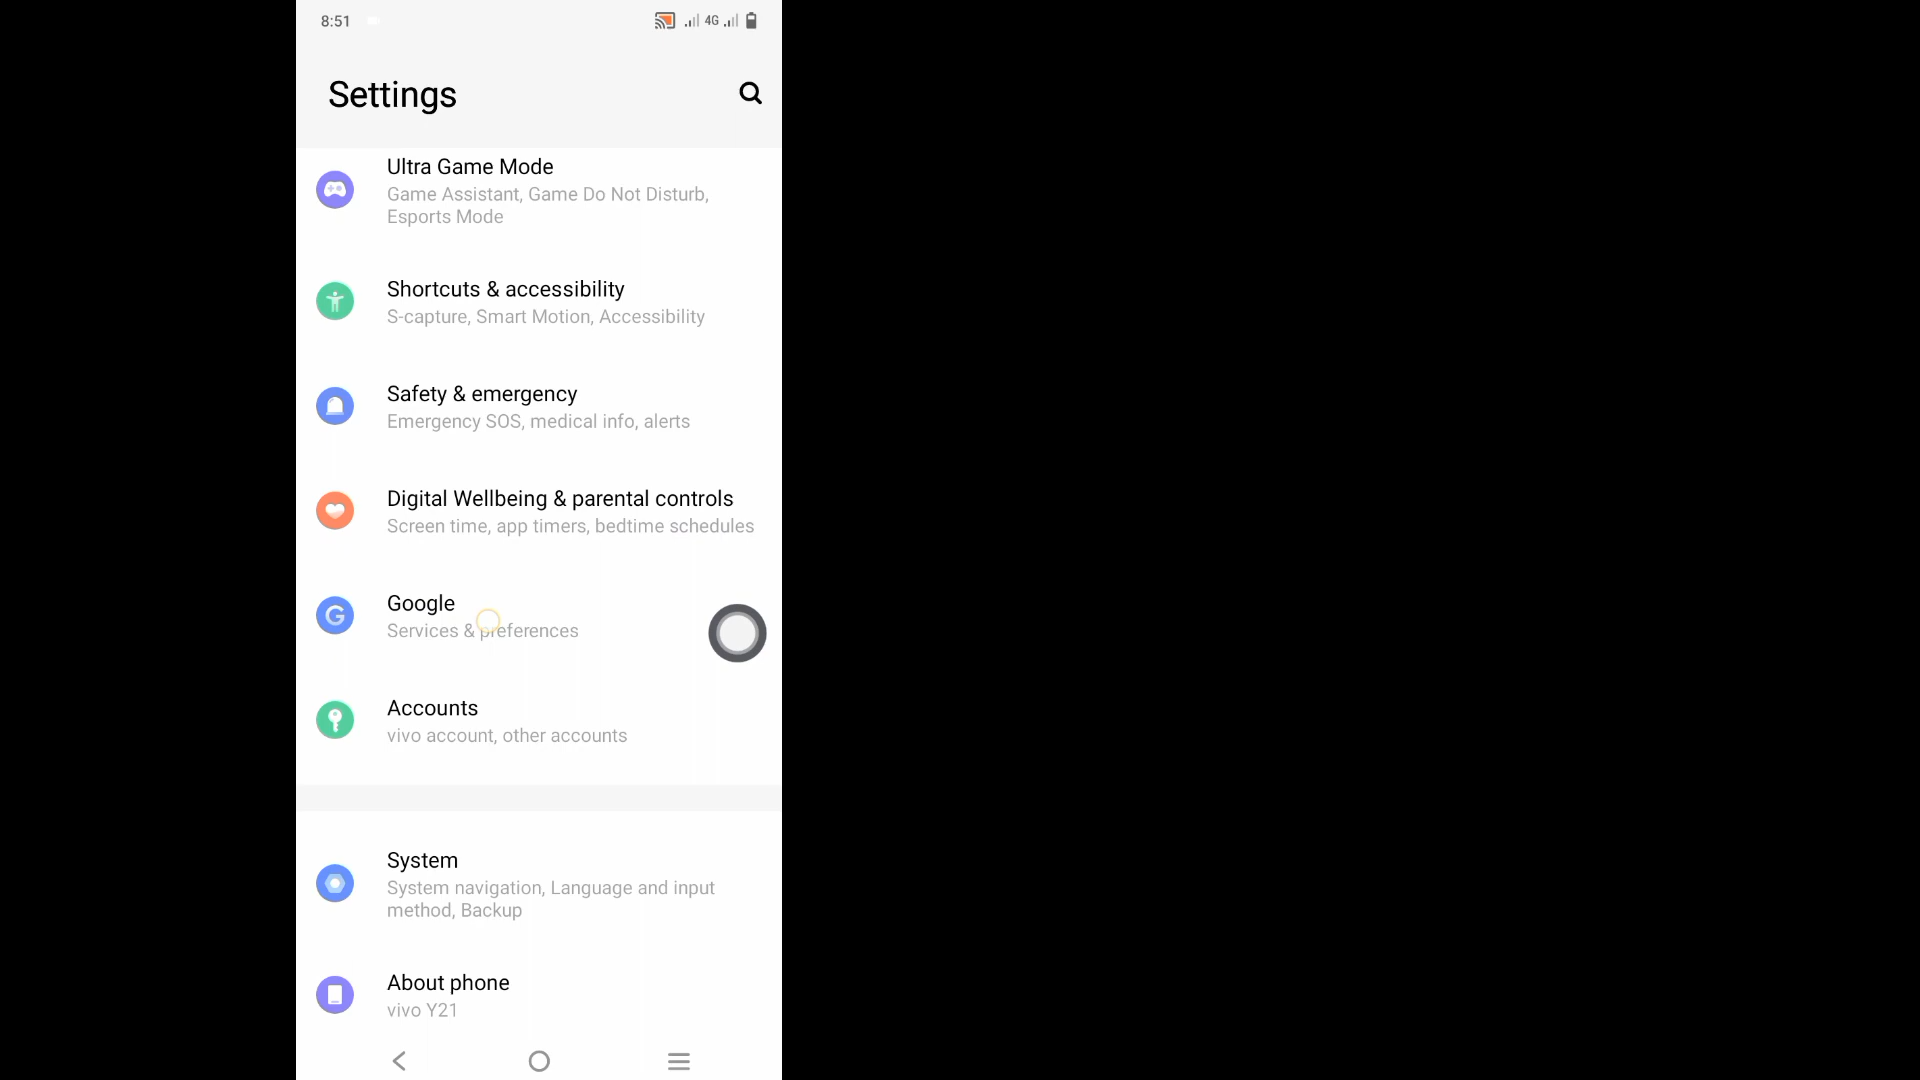 8:51
4G
Settings
Ultra Game Mode
Game Assistant, Game Do Not Disturb,
Esports Mode
Shortcuts & accessibility
S-capture, Smart Motion, Accessibility
Safety & emergency
Emergency SOS, medical info, alerts
Digital Wellbeing & parental controls
Screen time, app timers, bedtime schedules
Google
Services & preferences
Accounts
vivo account, other accounts
System
System navigation, Language and input
method, Backup
About phone
vivo Y21